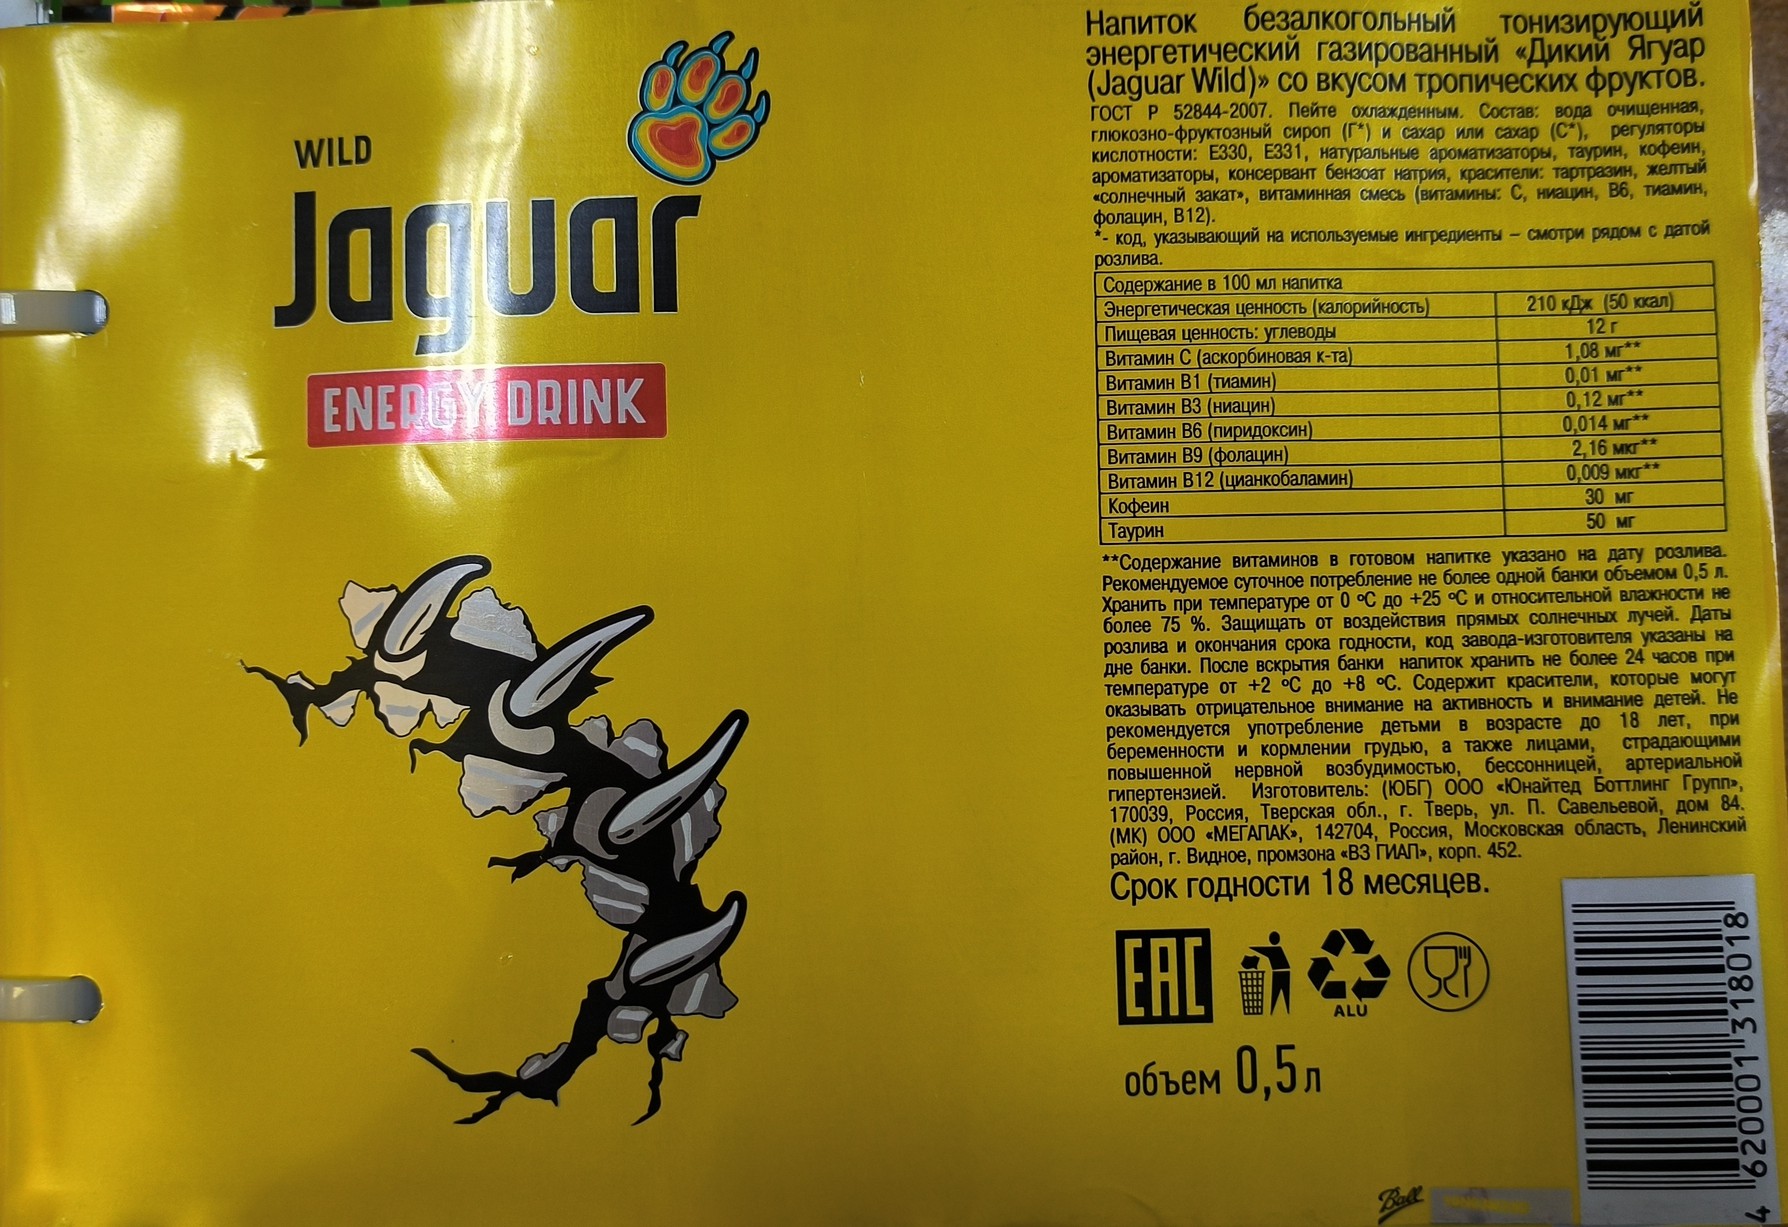 WILD
Jaguar
ENERGY DRINK
Напиток безалкогольный тонизирующий
энергетический газированный «Дикий Ягуар
(Jaguar Wild)» со вкусом тропических фруктов.
ГОСТ Р 52844-2007. Пейте охлажденным. Состав: вода очищенная,
глюкозно-фруктозный сироп (Г*) и сахар или сахар (С*), регуляторы
кислотности: Е330, Е331, натуральные ароматизаторы, таурин, кофеин,
ароматизаторы, консервант бензоат натрия, красители: тартразин, желтый
«солнечный закат», витаминная смесь (витамины: С, ниацин, В6, тиамин,
фолацин, В12).
*- код, указывающий на используемые ингредиенты – смотри рядом с датой
розлива.
Содержание в 100 мл напитка
Энергетическая ценность (калорийность) 210 кДж (50 ккал)
Пищевая ценность: углеводы 12 г
Витамин С (аскорбиновая к-та) 1,08 мг**
Витамин В1 (тиамин) 0,01 мг**
Витамин В3 (ниацин) 0,12 мг**
Витамин В6 (пиридоксин) 0,014 мг**
Витамин В9 (фолацин) 2,16 мкг**
Витамин В12 (цианкобаламин) 0,009 мкг**
Кофеин 30 мг
Таурин 50 мг
**Содержание витаминов в готовом напитке указано на дату розлива.
Рекомендуемое суточное потребление не более одной банки объемом 0,5 л.
Хранить при температуре от 0 °С до +25 °С и относительной влажности не
более 75 %. Защищать от воздействия прямых солнечных лучей. Даты
розлива и окончания срока годности, код завода-изготовителя указаны на
дне банки. После вскрытия банки напиток хранить не более 24 часов при
температуре от +2 °С до +8 °С. Содержит красители, которые могут
оказывать отрицательное внимание на активность и внимание детей. Не
рекомендуется употребление детьми в возрасте до 18 лет, при
беременности и кормлении грудью, а также лицами, страдающими
повышенной нервной возбудимостью, бессонницей, артериальной
гипертензией. Изготовитель: (ЮБГ) ООО «Юнайтед Боттлинг Групп»,
170039, Россия, Тверская обл., г. Тверь, ул. П. Савельевой, дом 84.
(МК) ООО «МЕГАПАК», 142704, Россия, Московская область, Ленинский
район, г. Видное, промзона «ВЗ ГИАП», корп. 452.
Срок годности 18 месяцев.
EAC
ALU
объем 0,5л
4 620001 318018
Ball